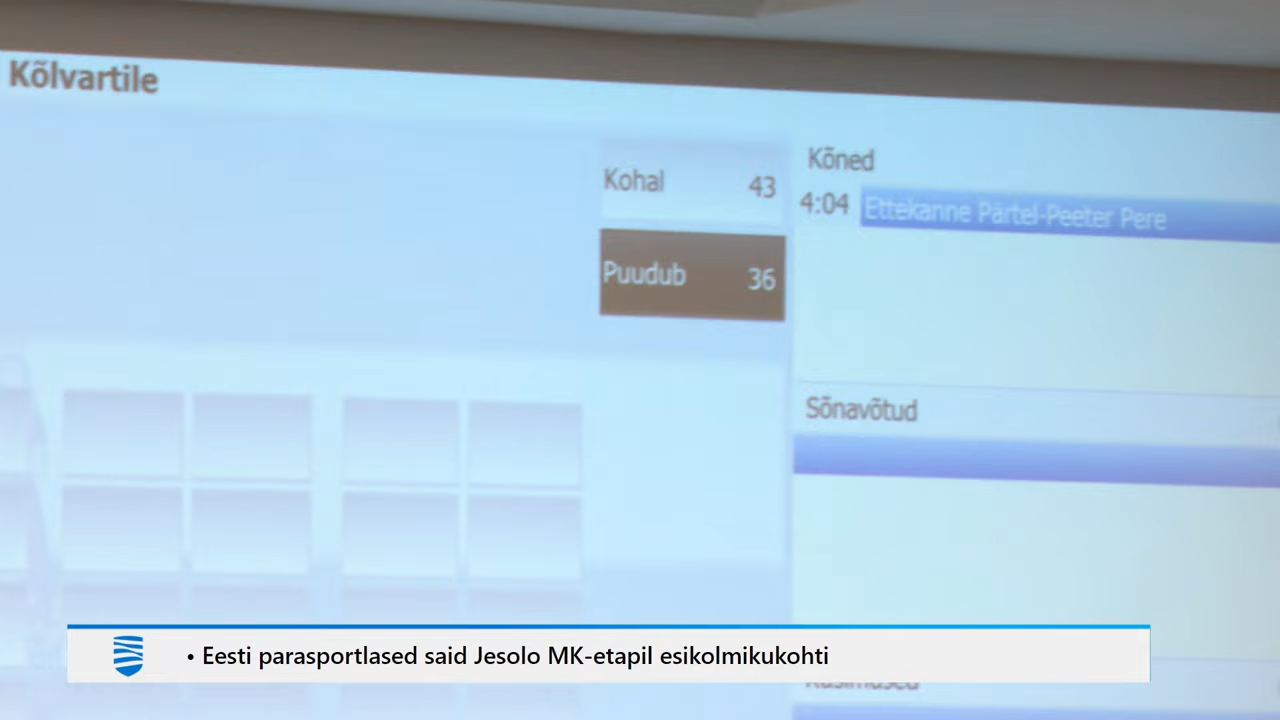 Kõlvartile
Kohal 43
Puudub 36
Kõned
4:04 Ettekanne Pärtel-Peeter Pere
Sõnavõtud
• Eesti parasportlased said Jesolo MK-etapil esikolmikukohti